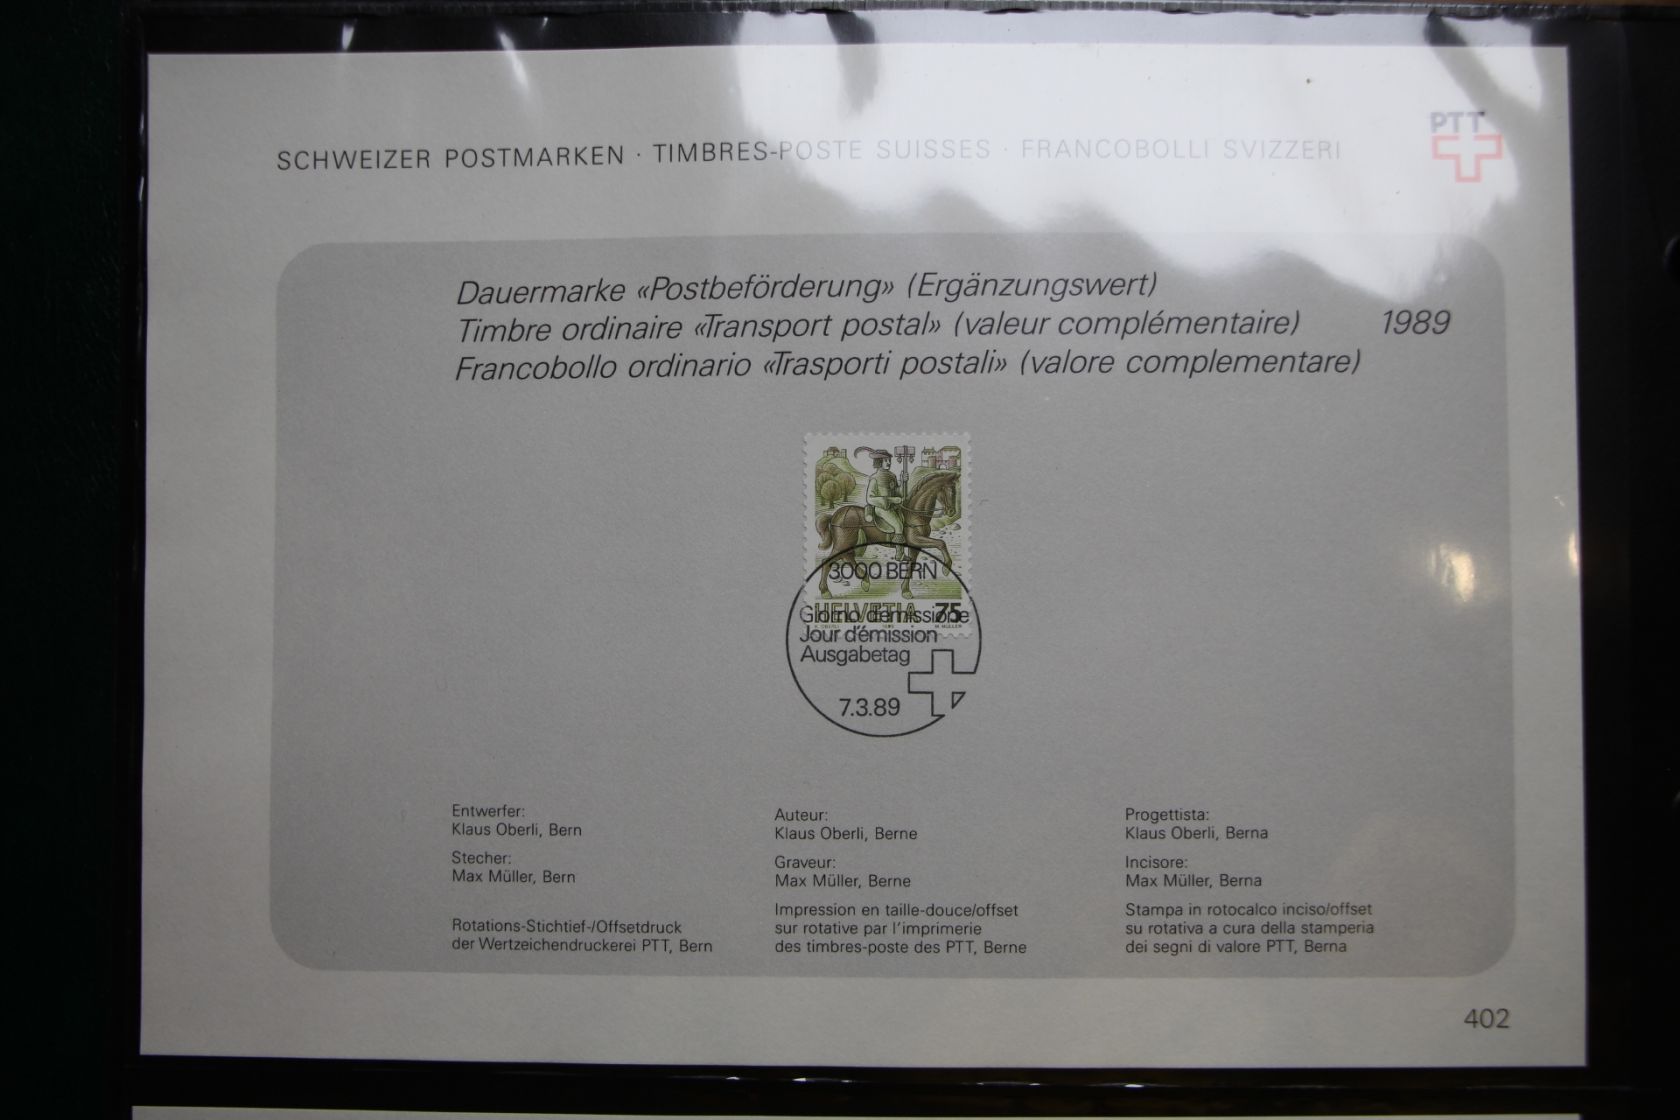 PTT
SCHWEIZER POSTMARKEN · TIMBRES-POSTE SUISSES · FRANCOBOLLI SVIZZERI
Dauermarke «Postbeförderung» (Ergänzungswert)
Timbre ordinaire «Transport postal» (valeur complémentaire) 1989
Francobollo ordinario «Trasporti postali» (valore complementare)
3000 BERN
HELVETIA 75
Giorno d'emissione
Jour d'émission
Ausgabetag
7.3.89
Entwerfer:
Klaus Oberli, Bern
Stecher:
Max Müller, Bern
Rotations-Stichtief-/Offsetdruck
der Wertzeichendruckerei PTT, Bern
Auteur:
Klaus Oberli, Berne
Graveur:
Max Müller, Berne
Impression en taille-douce/offset
sur rotative par l'imprimerie
des timbres-poste des PTT, Berne
Progettista:
Klaus Oberli, Berna
Incisore:
Max Müller, Berna
Stampa in rotocalco inciso/offset
su rotativa a cura della stamperia
dei segni di valore PTT, Berna
402